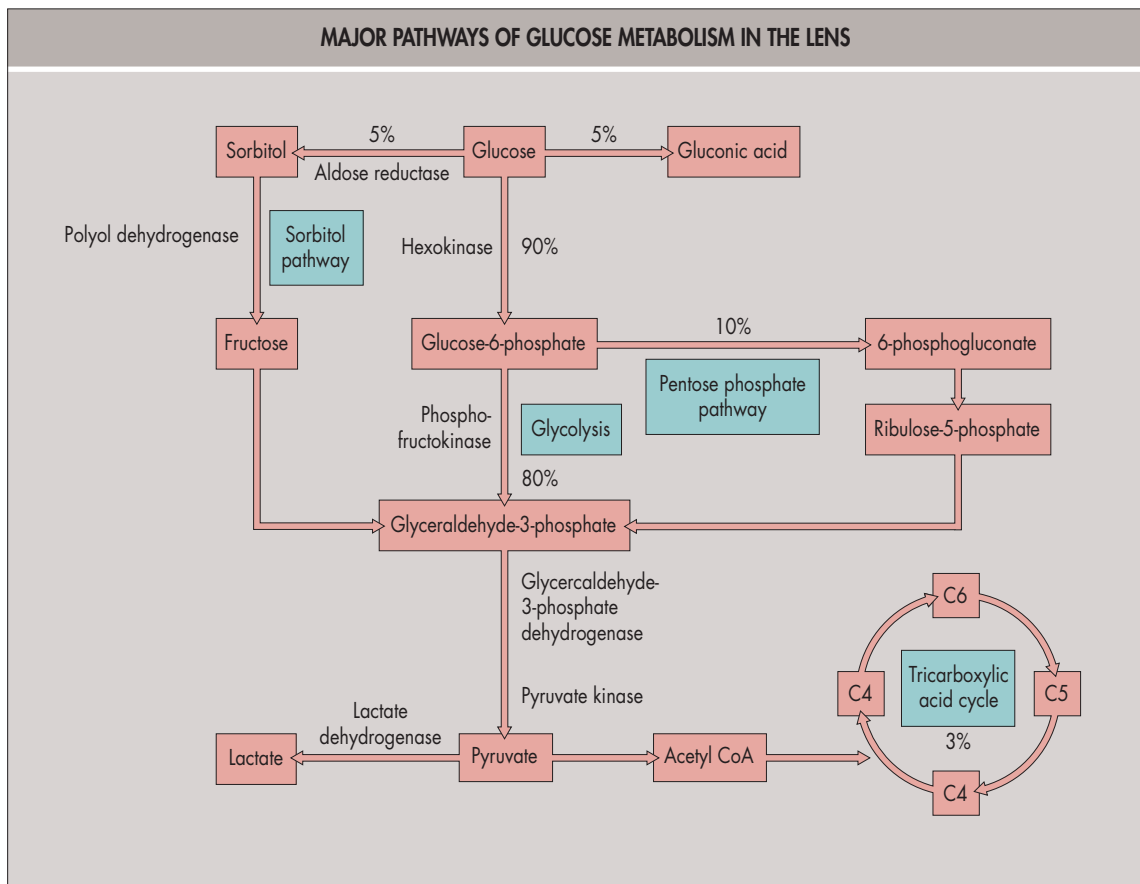 MAJOR PATHWAYS OF GLUCOSE METABOLISM IN THE LENS
5%
5%
Sorbitol
Glucose
Gluconic acid
Aldose reductase
Polyol dehydrogenase
Sorbitol
pathway
Hexokinase
90%
Fructose
Glucose-6-phosphate
10%
6-phosphogluconate
Pentose phosphate
pathway
Phospho-
fructokinase
Glycolysis
Ribulose-5-phosphate
80%
Glyceraldehyde-3-phosphate
Glycercaldehyde-
3-phosphate
dehydrogenase
C6
Tricarboxylic
acid cycle
C4
C5
3%
C4
Pyruvate kinase
Lactate
dehydrogenase
Lactate
Pyruvate
Acetyl CoA